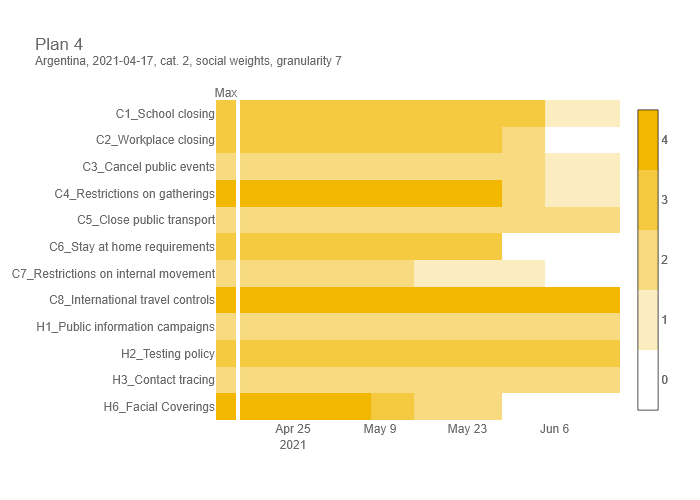 Plan 4
Argentina, 2021-04-17, cat. 2, social weights, granularity 7
Max
C1_School closing
C2_Workplace closing
C3_Cancel public events
C4_Restrictions on gatherings
C5_Close public transport
C6_Stay at home requirements
C7_Restrictions on internal movement
C8_International travel controls
H1_Public information campaigns
H2_Testing policy
H3_Contact tracing
H6_Facial Coverings
Apr 25 May 9 May 23 Jun 6
2021
4
3
2
1
0